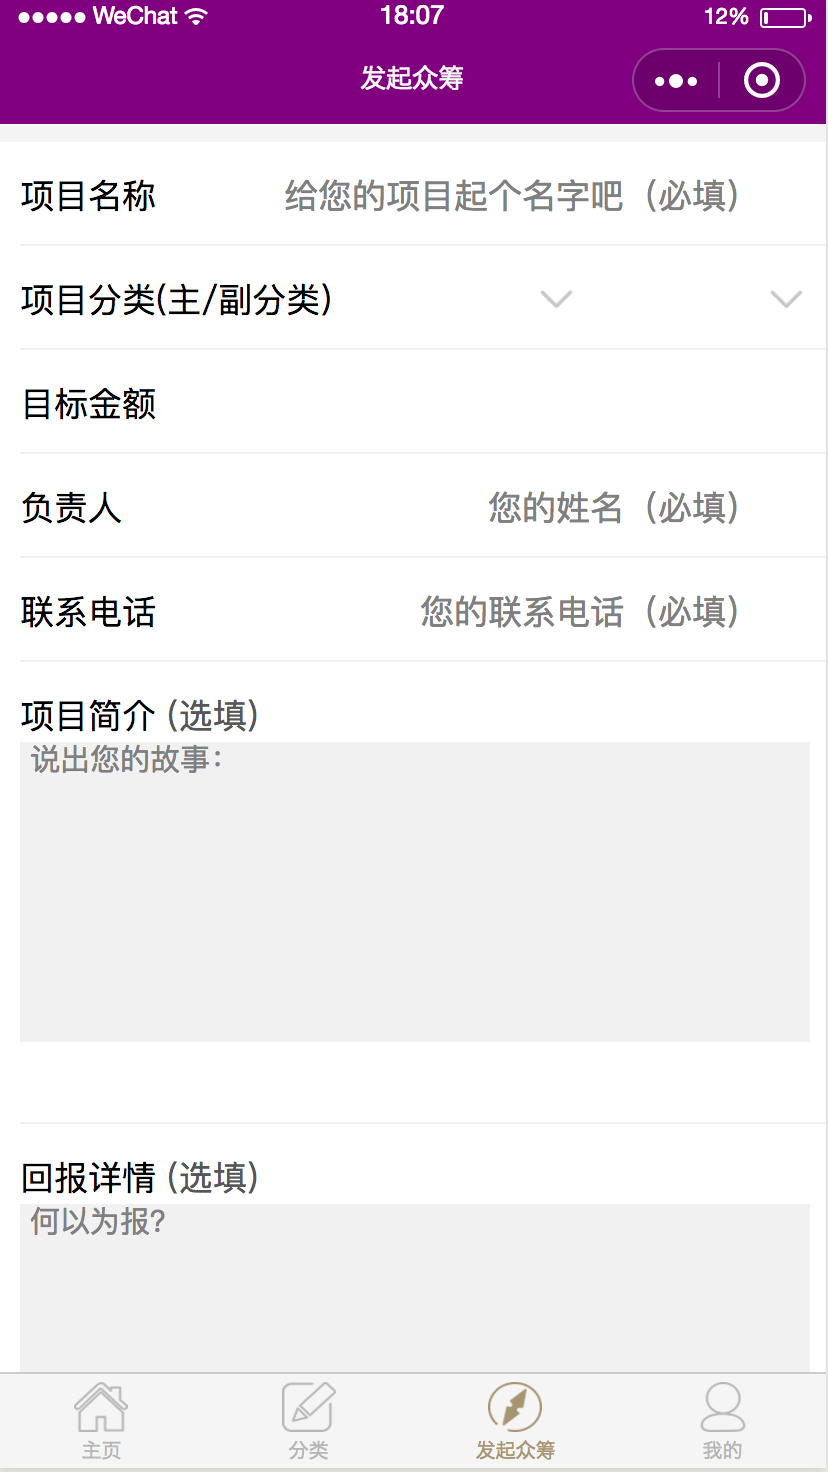 ●●●●● WeChat 18:07 12%
发起众筹
项目名称 给您的项目起个名字吧（必填）
项目分类(主/副分类)
目标金额
负责人 您的姓名（必填）
联系电话 您的联系电话（必填）
项目简介 (选填)
说出您的故事：
回报详情 (选填)
何以为报?
主页 分类 发起众筹 我的